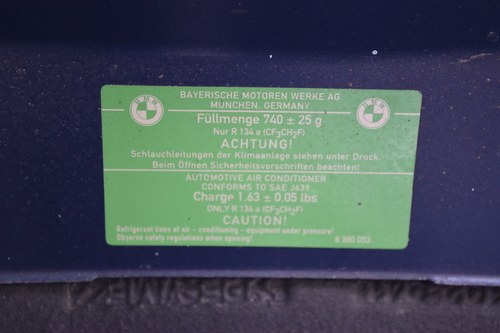 BAYERISCHE MOTOREN WERKE AG
MUNCHEN, GERMANY
Füllmenge 740 ± 25 g
Nur R 134 a (CF3CH2F)
ACHTUNG!
Schlauchleitungen der Klimaanlage stehen unter Druck.
Beim Öffnen Sicherheitsvorschriften beachten!
AUTOMOTIVE AIR CONDITIONER
CONFORMS TO SAE J639
Charge 1.63 ± 0.05 lbs
ONLY R 134 a (CF3CH2F)
CAUTION!
Refrigerant lines of air - conditioning - equipment under pressure!
Observe safety regulations when opening!
8 360 053